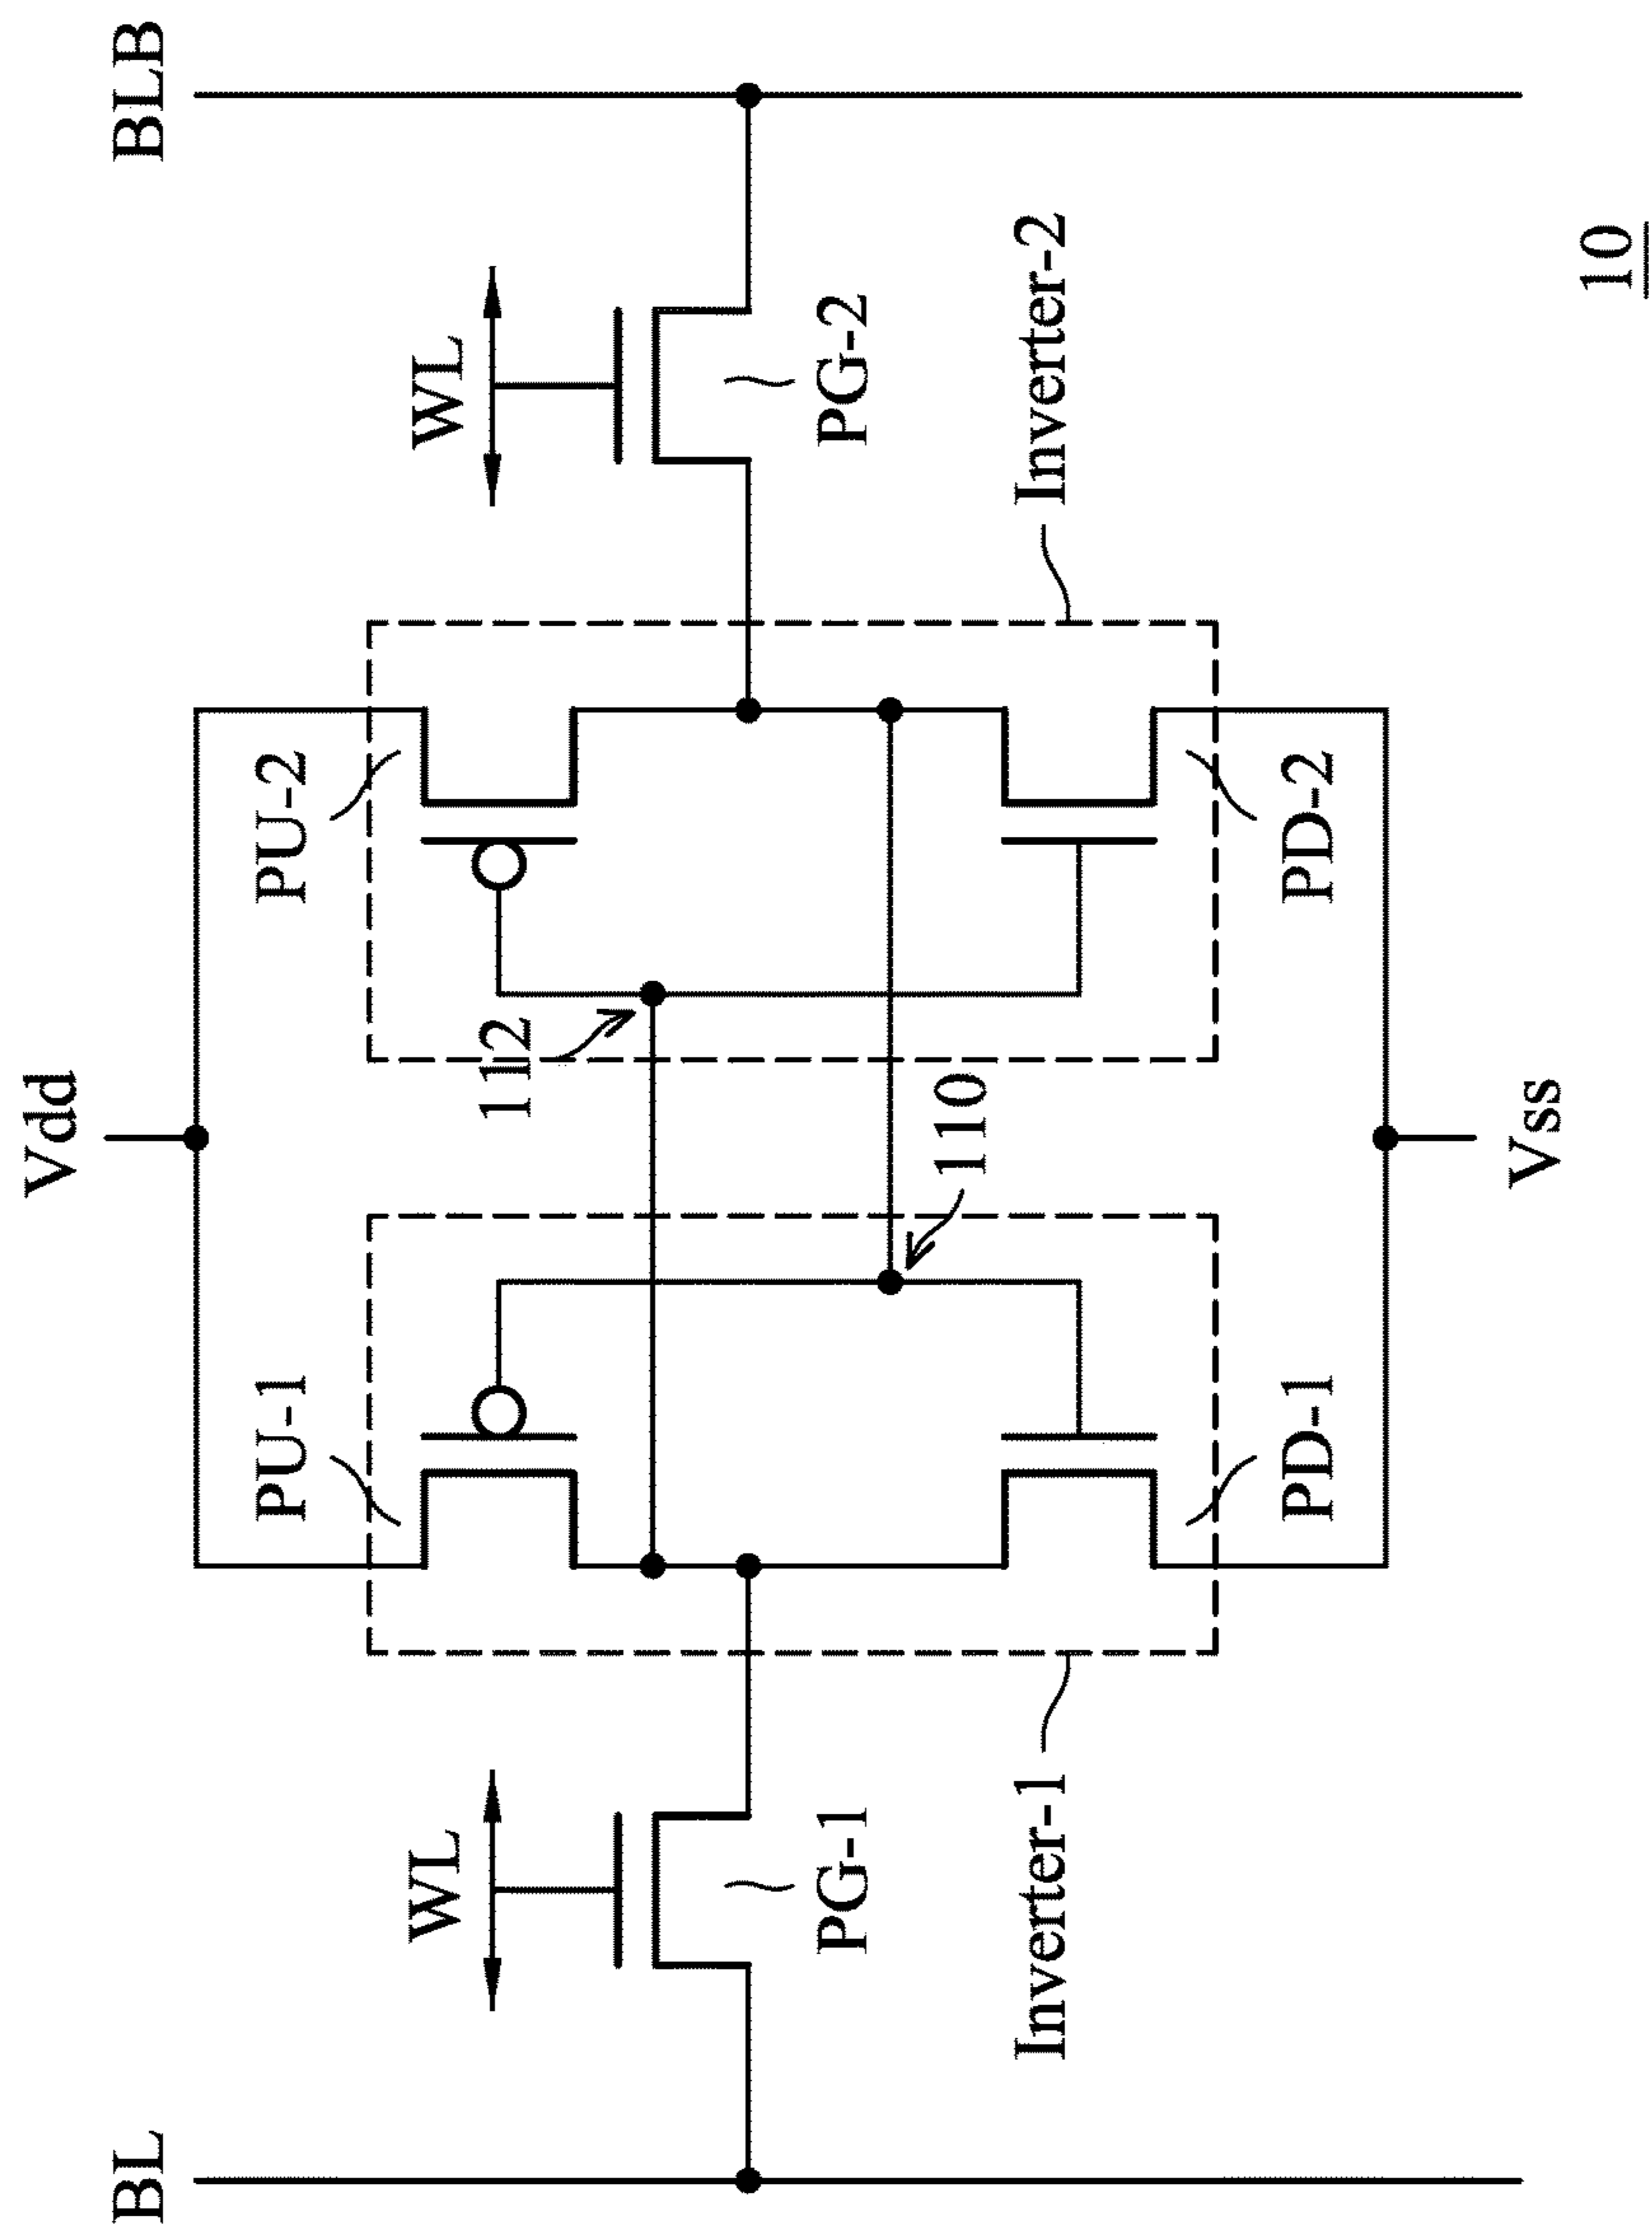 Vdd
BL
BLB
PU-1
PU-2
WL
WL
112
PG-1
PG-2
110
Inverter-1
Inverter-2
PD-1
PD-2
Vss
10